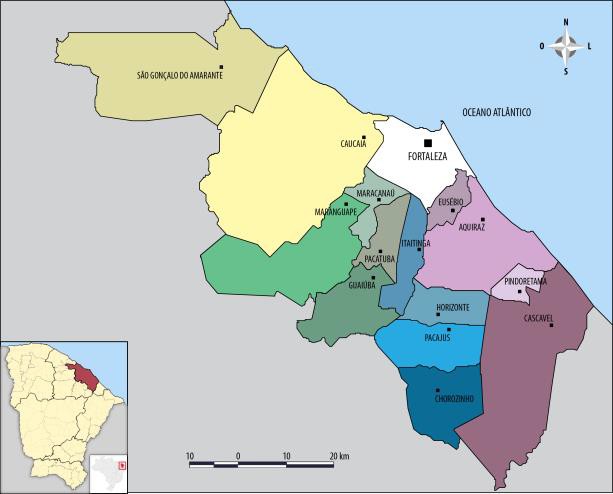 N
O
L
S
OCEANO ATLÂNTICO
SÃO GONÇALO DO AMARANTE
CAUCAIA
FORTALEZA
MARACANAÚ
MARANGUAPE
EUSÉBIO
AQUIRAZ
ITAITINGA
PACATUBA
GUAIÚBA
PINDORETAMA
HORIZONTE
CASCAVEL
PACAJUS
CHOROZINHO
10 0 10 20 km